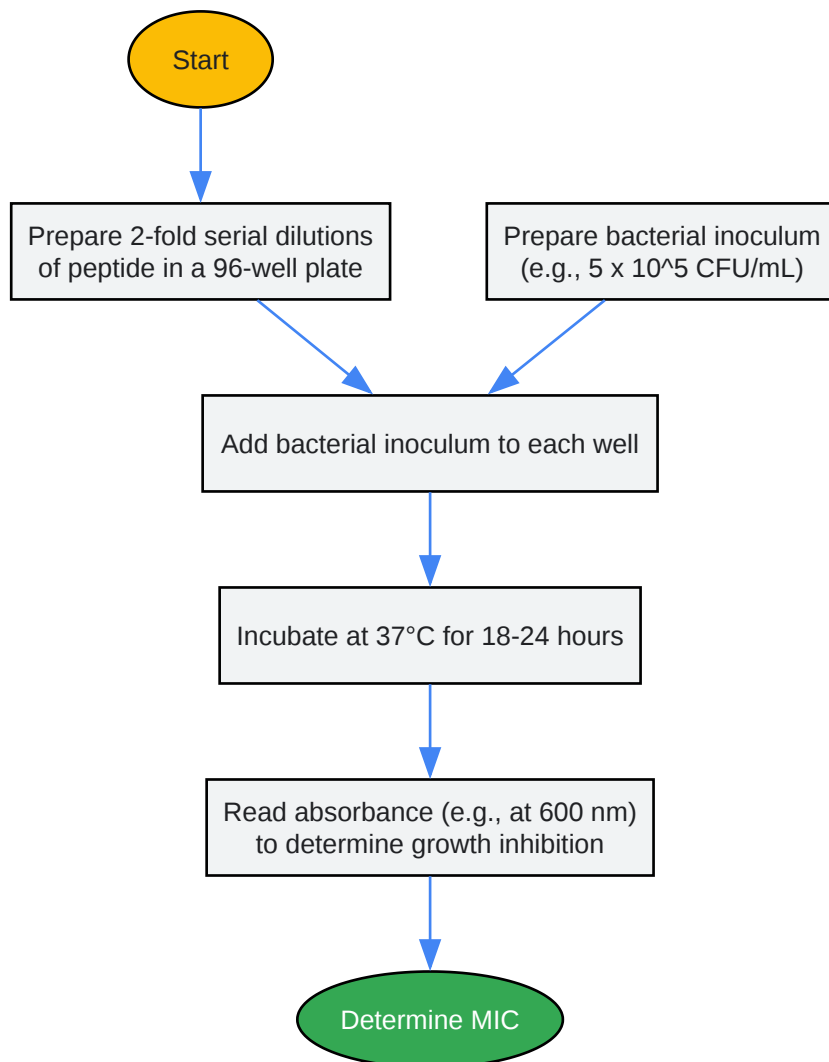 Start
Prepare 2-fold serial dilutions
of peptide in a 96-well plate
Prepare bacterial inoculum
(e.g., 5 x 10^5 CFU/mL)
Add bacterial inoculum to each well
Incubate at 37°C for 18-24 hours
Read absorbance (e.g., at 600 nm)
to determine growth inhibition
Determine MIC